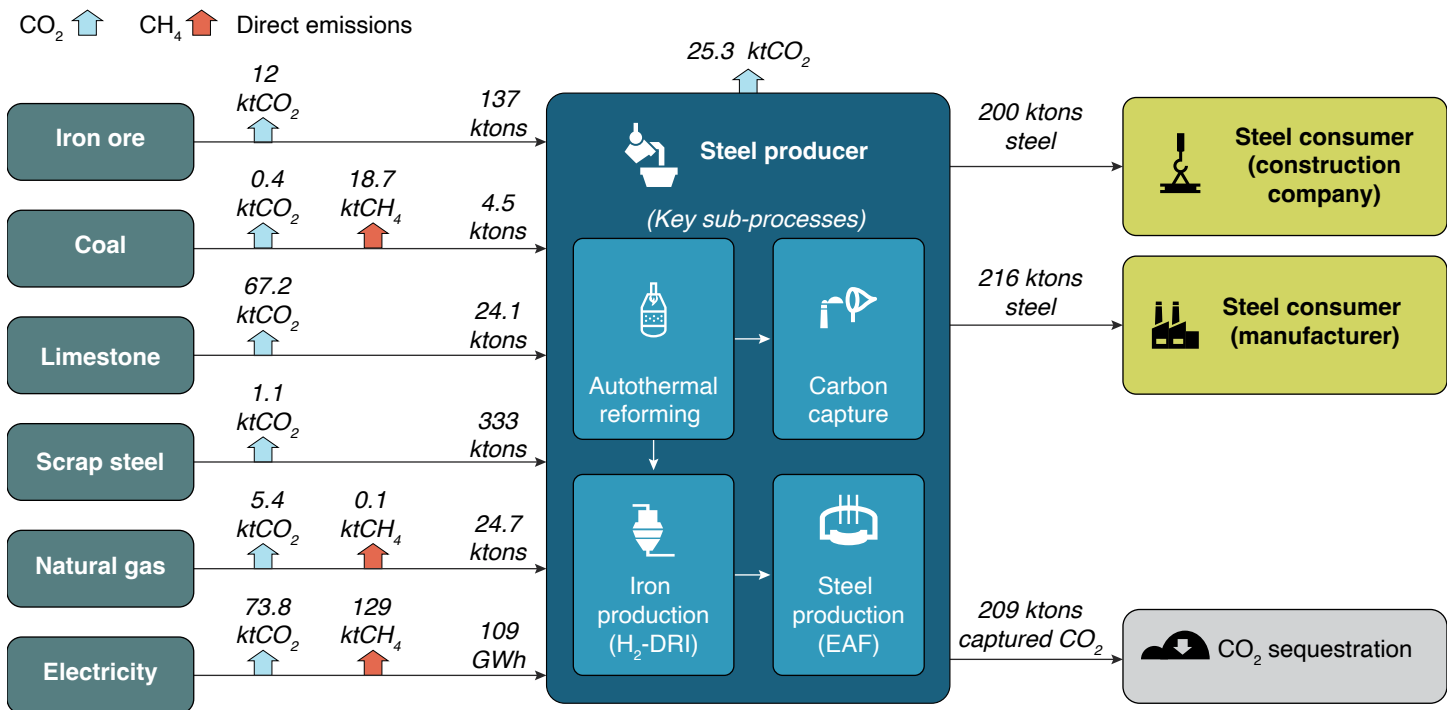 CO₂ CH₄ Direct emissions
25.3 ktCO₂
Iron ore
12
ktCO₂
137
ktons
Coal
0.4
ktCO₂
18.7
ktCH₄
4.5
ktons
Limestone
67.2
ktCO₂
24.1
ktons
Scrap steel
1.1
ktCO₂
333
ktons
Natural gas
5.4
ktCO₂
0.1
ktCH₄
24.7
ktons
Electricity
73.8
ktCO₂
129
ktCH₄
109
GWh
Steel producer
(Key sub-processes)
Autothermal
reforming
Carbon
capture
Iron
production
(H₂-DRI)
Steel
production
(EAF)
200 ktons
steel
Steel consumer
(construction
company)
216 ktons
steel
Steel consumer
(manufacturer)
209 ktons
captured CO₂
CO₂ sequestration